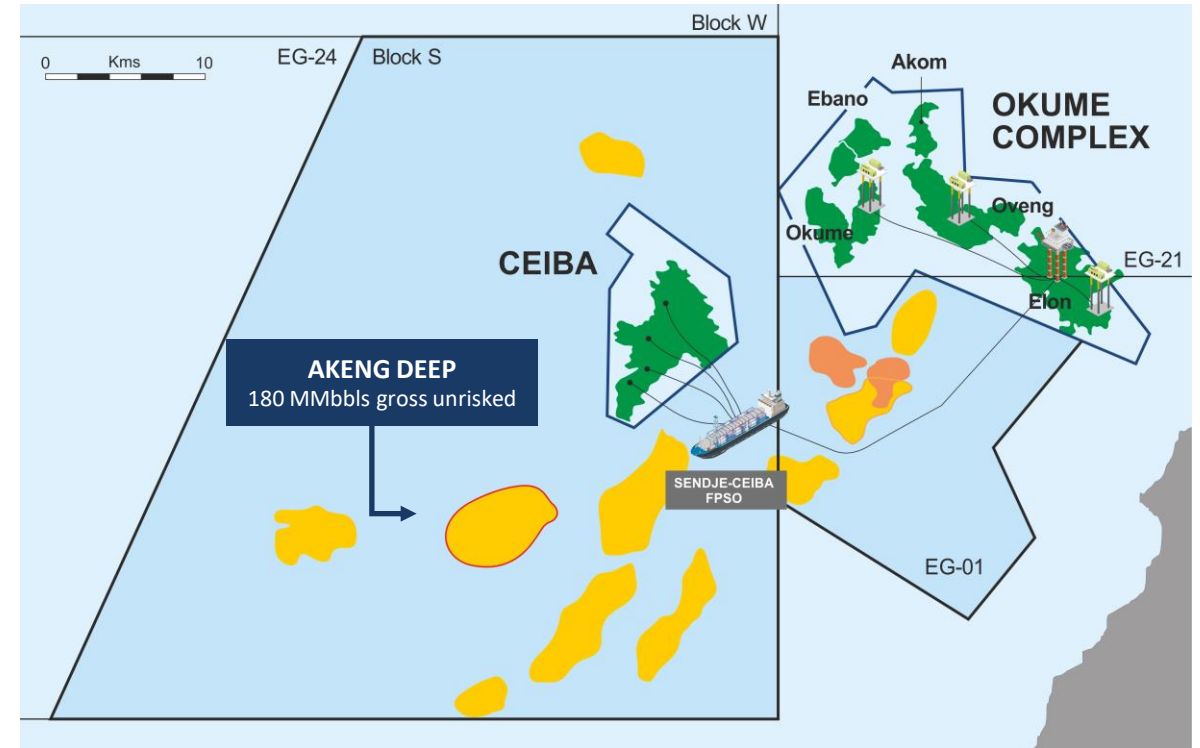 Block W
0 Kms 10
EG-24
Block S
Akom
Ebano
OKUME
COMPLEX
Oveng
Okume
CEIBA
EG-21
Elon
AKENG DEEP
180 MMbbls gross unrisked
SENDJE-CEIBA
FPSO
EG-01